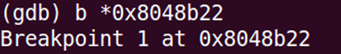 (gdb) b *0x8048b22
Breakpoint 1 at 0x8048b22